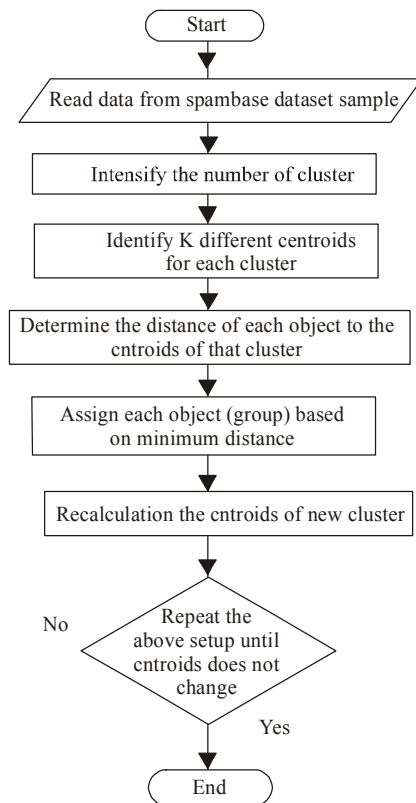 Start
Read data from spambase dataset sample
Intensify the number of cluster
Identify K different centroids
for each cluster
Determine the distance of each object to the
cntroids of that cluster
Assign each object (group) based
on minimum distance
Recalculation the cntroids of new cluster
No
Repeat the
above setup until
cntroids does not
change
Yes
End